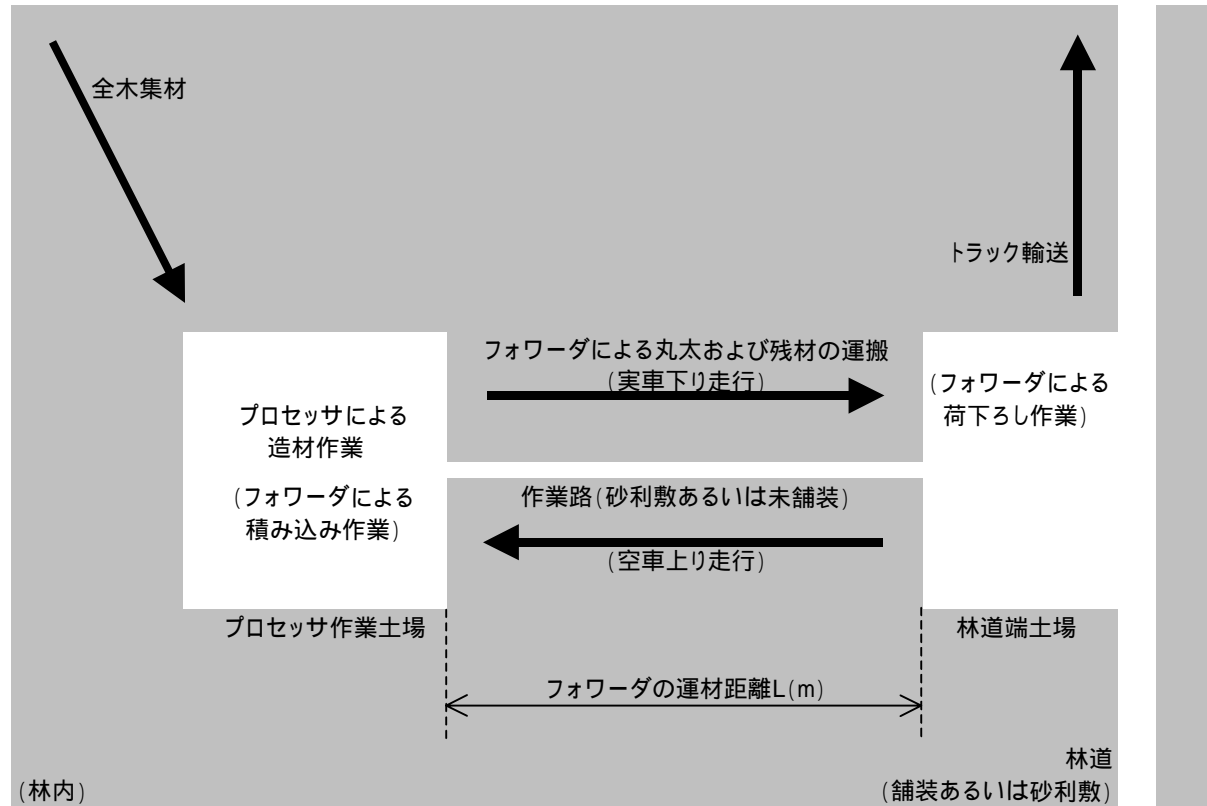 全木集材
トラック輸送
フォワーダによる丸太および残材の運搬
(実車下り走行)
(フォワーダによる
荷下ろし作業)
プロセッサによる
造材作業
(フォワーダによる
積み込み作業)
作業路(砂利敷あるいは未舗装)
(空車上り走行)
プロセッサ作業土場
林道端土場
フォワーダの運材距離L(m)
林道
(舗装あるいは砂利敷)
(林内)